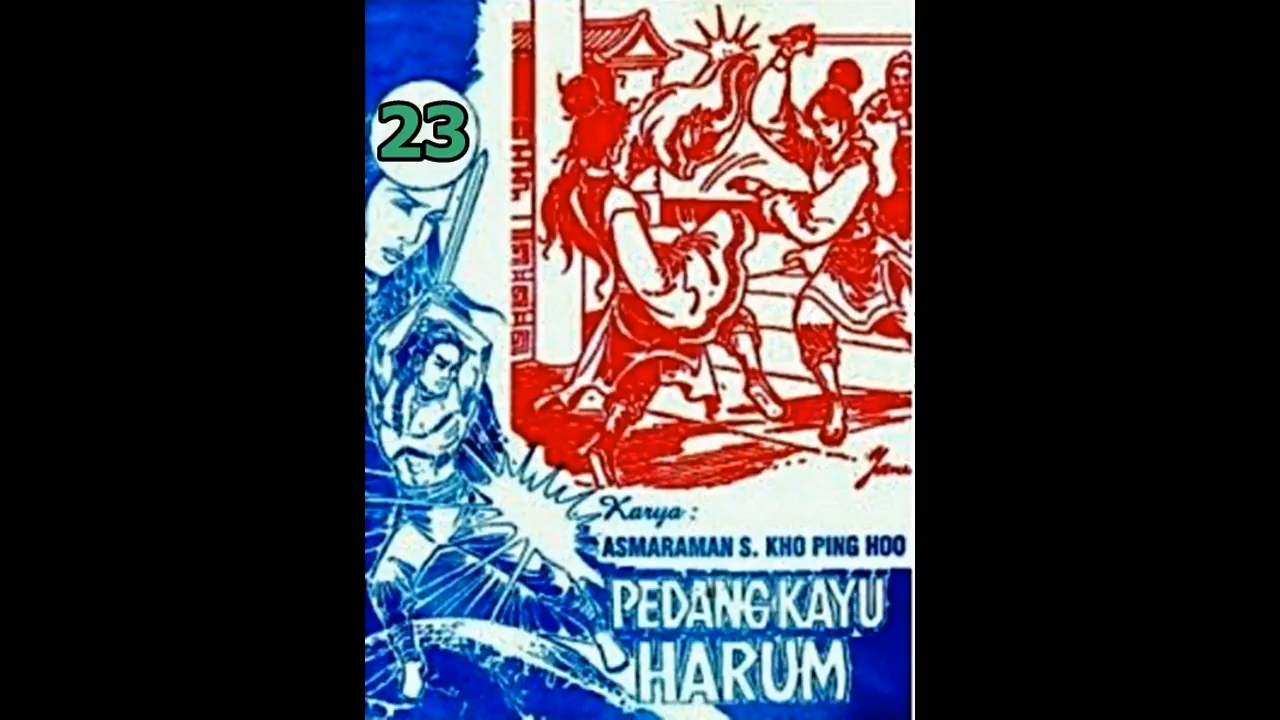 23
Karya :
ASMARAMAN S. KHO PING HOO
PEDANG KAYU
HARUM